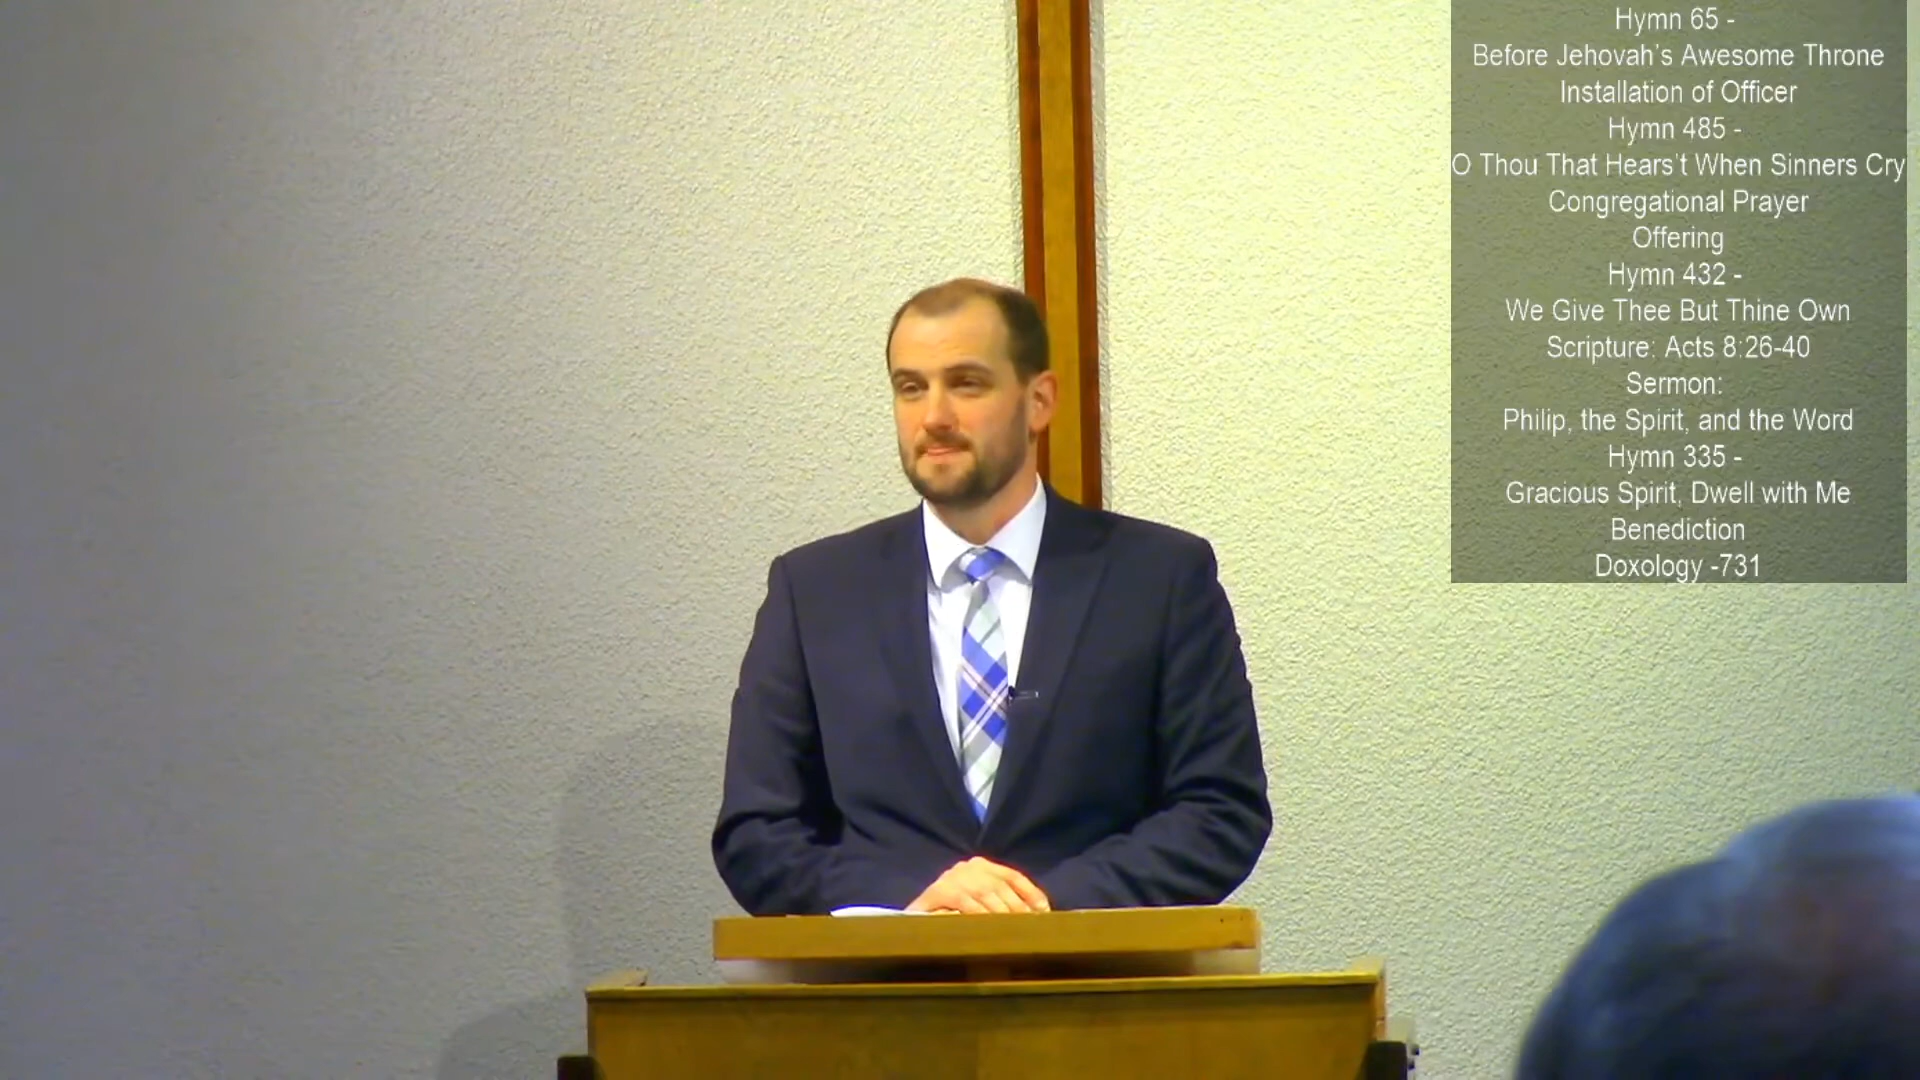 Hymn 65 -
Before Jehovah's Awesome Throne
Installation of Officer
Hymn 485 -
O Thou That Hears't When Sinners Cry
Congregational Prayer
Offering
Hymn 432 -
We Give Thee But Thine Own
Scripture: Acts 8:26-40
Sermon:
Philip, the Spirit, and the Word
Hymn 335 -
Gracious Spirit, Dwell with Me
Benediction
Doxology -731